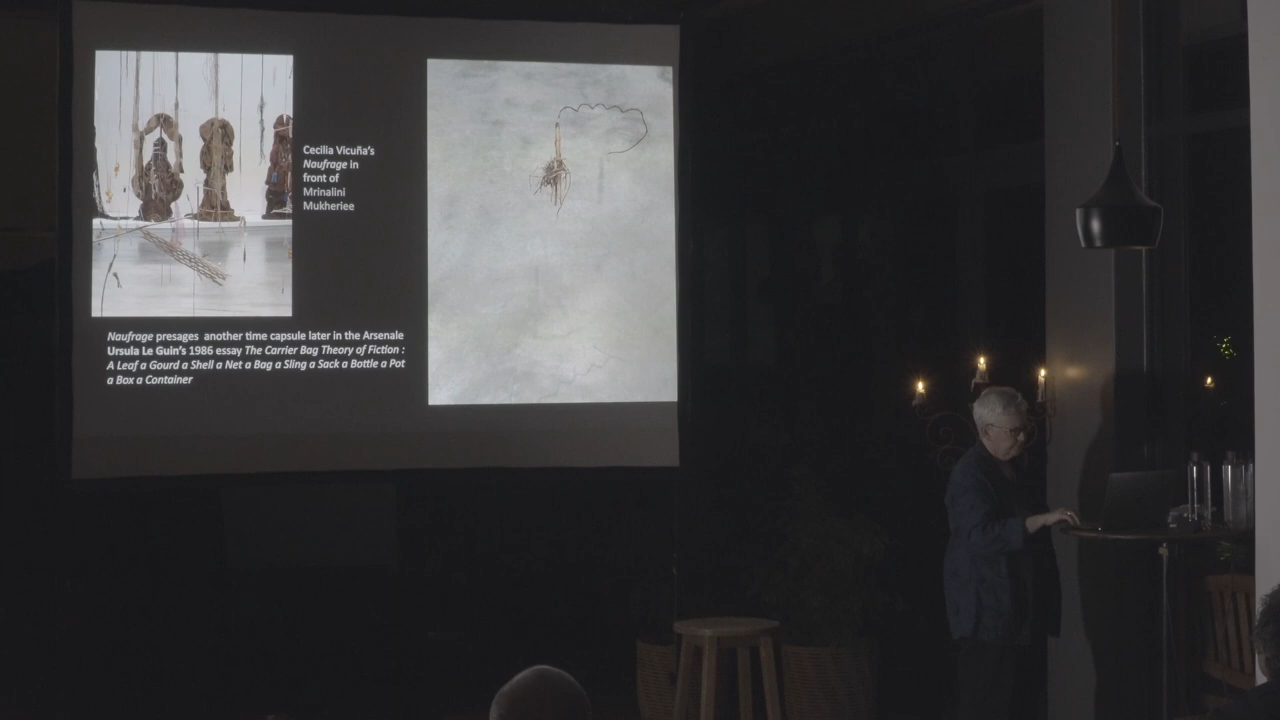 Cecilia Vicuña's
Naufrage in
front of
Mrinalini
Mukheriee
Naufrage presages another time capsule later in the Arsenale
Ursula Le Guin's 1986 essay The Carrier Bag Theory of Fiction :
A Leaf a Gourd a Shell a Net a Bag a Sling a Sack a Bottle a Pot
a Box a Container